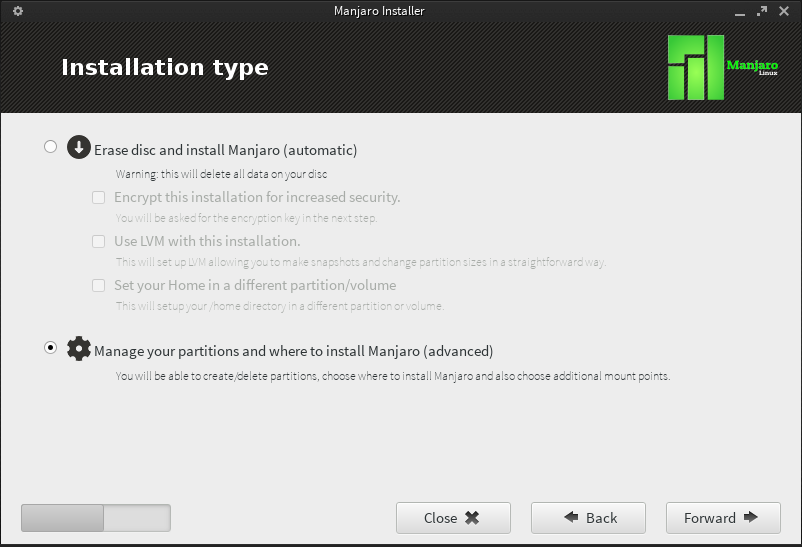 Manjaro Installer
Installation type
Manjaro
Linux
Erase disc and install Manjaro (automatic)
Warning: this will delete all data on your disc
Encrypt this installation for increased security.
You will be asked for the encryption key in the next step.
Use LVM with this installation.
This will set up LVM allowing you to make snapshots and change partition sizes in a straightforward way.
Set your Home in a different partition/volume
This will setup your /home directory in a different partition or volume.
Manage your partitions and where to install Manjaro (advanced)
You will be able to create/delete partitions, choose where to install Manjaro and also choose additional mount points.
Close
Back
Forward